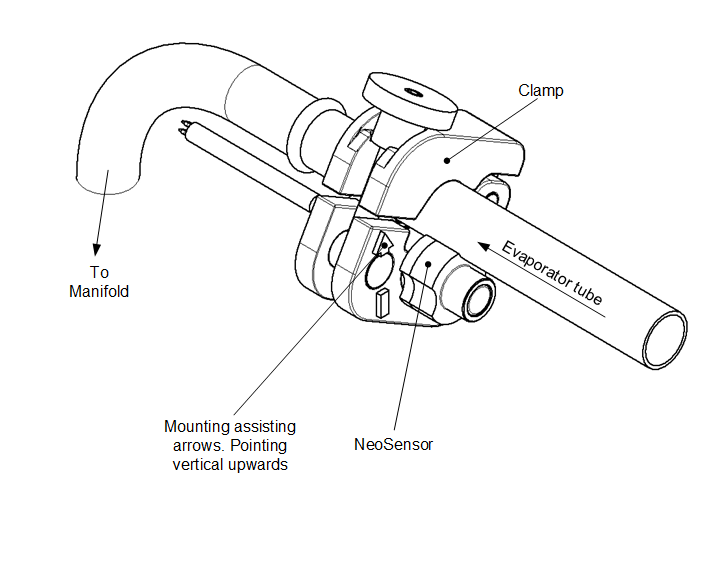 Clamp
Evaporator tube
To
Manifold
Mounting assisting
arrows. Pointing
vertical upwards
NeoSensor